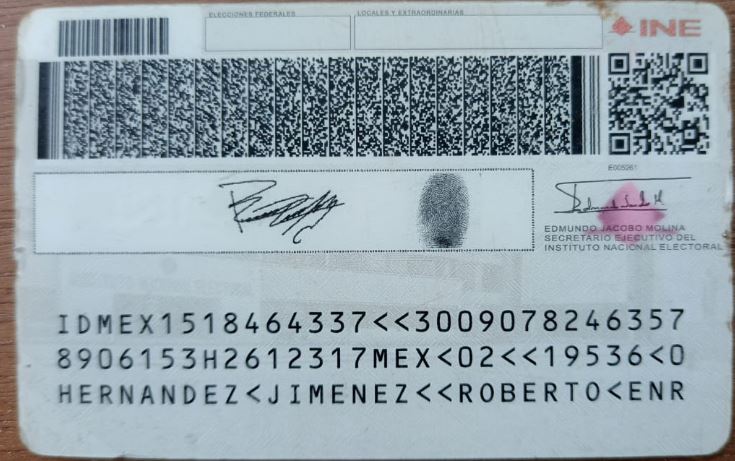 ELECCIONES FEDERALES
LOCALES Y EXTRAORDINARIAS
INE
E005261
EDMUNDO JACOBO MOLINA
SECRETARIO EJECUTIVO DEL
INSTITUTO NACIONAL ELECTORAL
IDMEX1518464337<<3009078246357
8906153H2612317MEX<02<<19536<0
HERNANDEZ<JIMENEZ<<ROBERTO<ENR